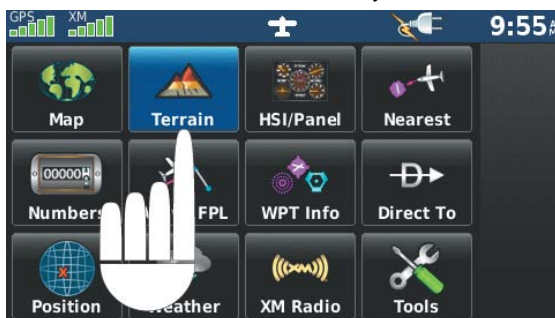 GPS XM 9:55
Map Terrain HSI/Panel Nearest
00000
Number FPL WPT Info Direct To
D
Position eather XM Radio Tools